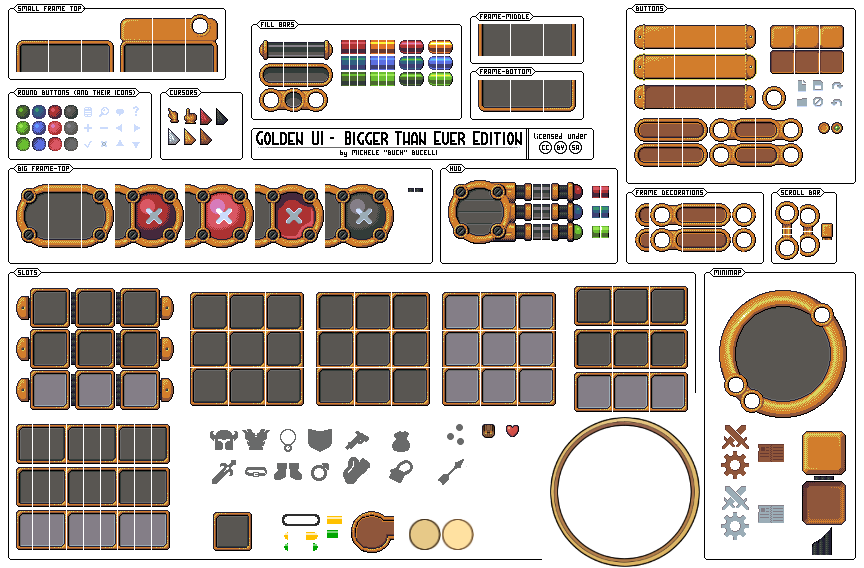 SMALL FRAME TOP
FILL BARS
FRAME-MIDDLE
BUTTONS
FRAME-BOTTOM
ROUND BUTTONS (AND THEIR ICONS)
CURSORS
GOLDEN UI - BIGGER THAN EVER EDITION
by MICHELE "BUCH" BUCELLI
licensed under
CC BY SA
BIG FRAME-TOP
HUD
FRAME DECORATIONS
SCROLL BAR
SLOTS
MINIMAP